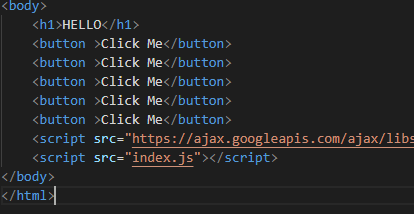 <body>
<h1>HELLO</h1>
<button >Click Me</button>
<button >Click Me</button>
<button >Click Me</button>
<button >Click Me</button>
<button >Click Me</button>
<script src="https://ajax.googleapis.com/ajax/libs
<script src="index.js"></script>
</body>
</html>